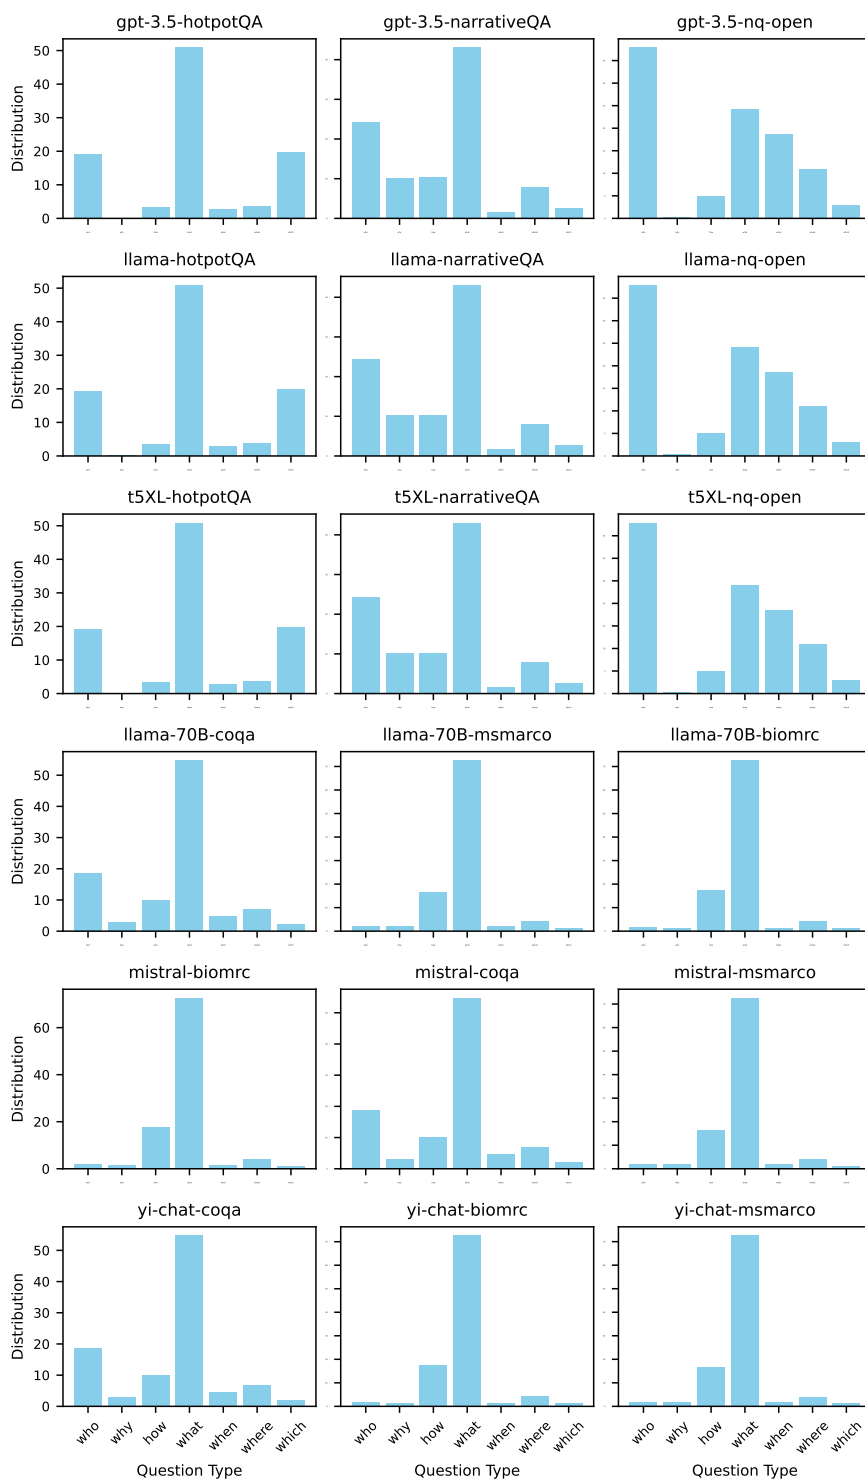 gpt-3.5-hotpotQA
gpt-3.5-narrativeQA
gpt-3.5-nq-open
50
40
30
20
10
0
Distribution
llama-hotpotQA
llama-narrativeQA
llama-nq-open
50
40
30
20
10
0
Distribution
t5XL-hotpotQA
t5XL-narrativeQA
t5XL-nq-open
50
40
30
20
10
0
Distribution
llama-70B-coqa
llama-70B-msmarco
llama-70B-biomrc
50
40
30
20
10
0
Distribution
mistral-biomrc
mistral-coqa
mistral-msmarco
60
40
20
0
Distribution
yi-chat-coqa
yi-chat-biomrc
yi-chat-msmarco
50
40
30
20
10
0
Distribution
who why how what when where which
who why how what when where which
who why how what when where which
Question Type
Question Type
Question Type